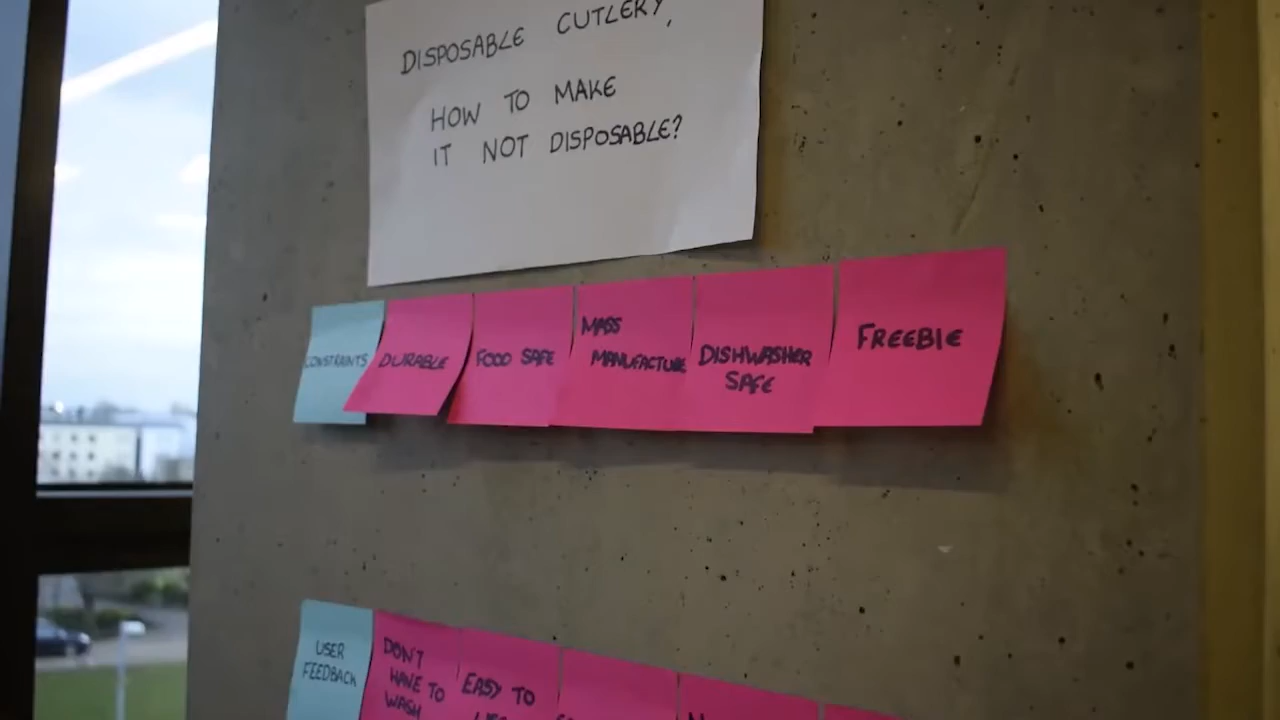 DISPOSABLE CUTLERY,
HOW TO MAKE
IT NOT DISPOSABLE?
CONSTRAINTS
DURABLE
FOOD SAFE
MASS
MANUFACTURE
DISHWASHER
SAFE
FREEBIE
USER
FEEDBACK
DON'T
HAVE TO
WASH
EASY TO